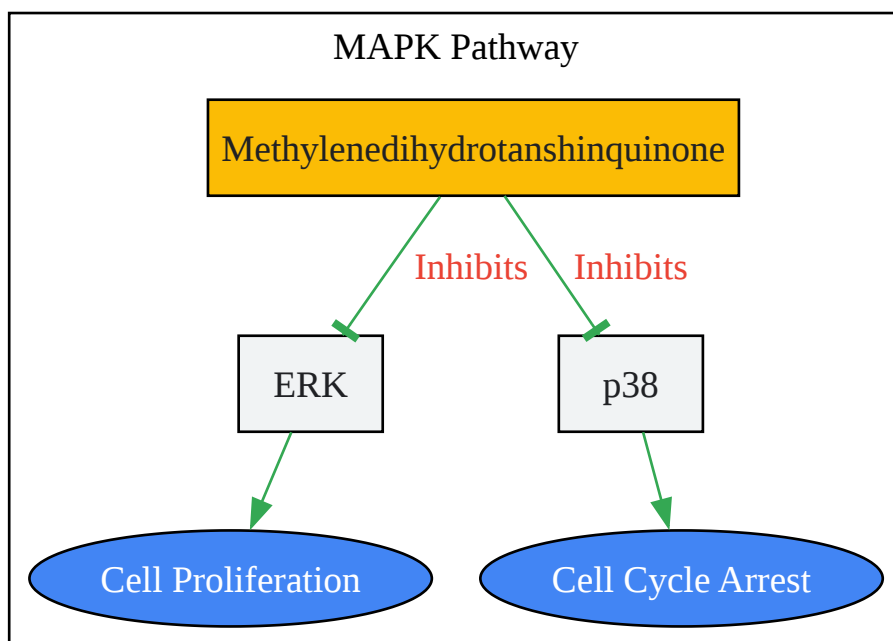 MAPK Pathway
Methylenedihydrotanshinquinone
Inhibits
Inhibits
ERK
p38
Cell Proliferation
Cell Cycle Arrest